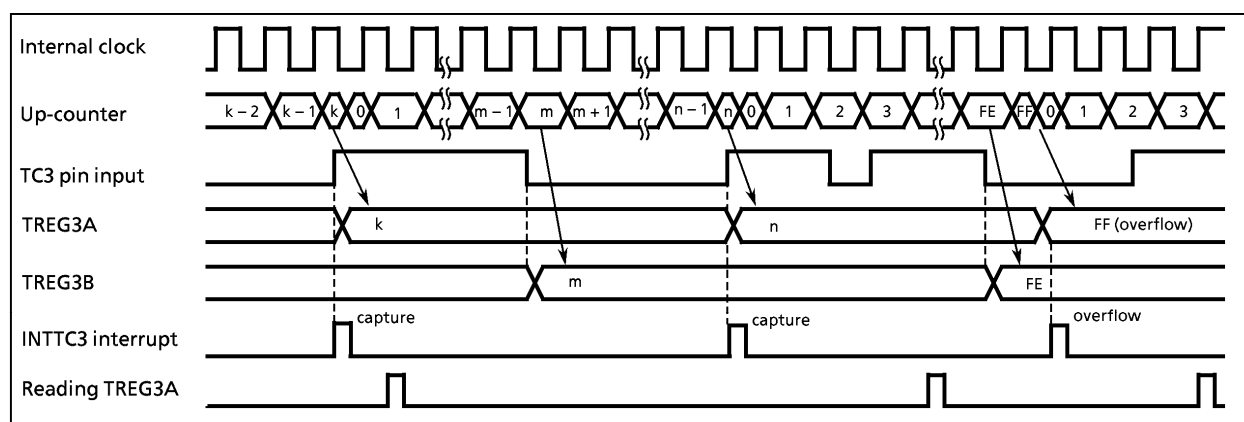 Internal clock
Up-counter k – 2 k – 1 k 0 1 m – 1 m m + 1 n – 1 n 0 1 2 3 FE FF 0 1 2 3
TC3 pin input
TREG3A k n FF (overflow)
TREG3B m FE
INTTC3 interrupt capture capture overflow
Reading TREG3A